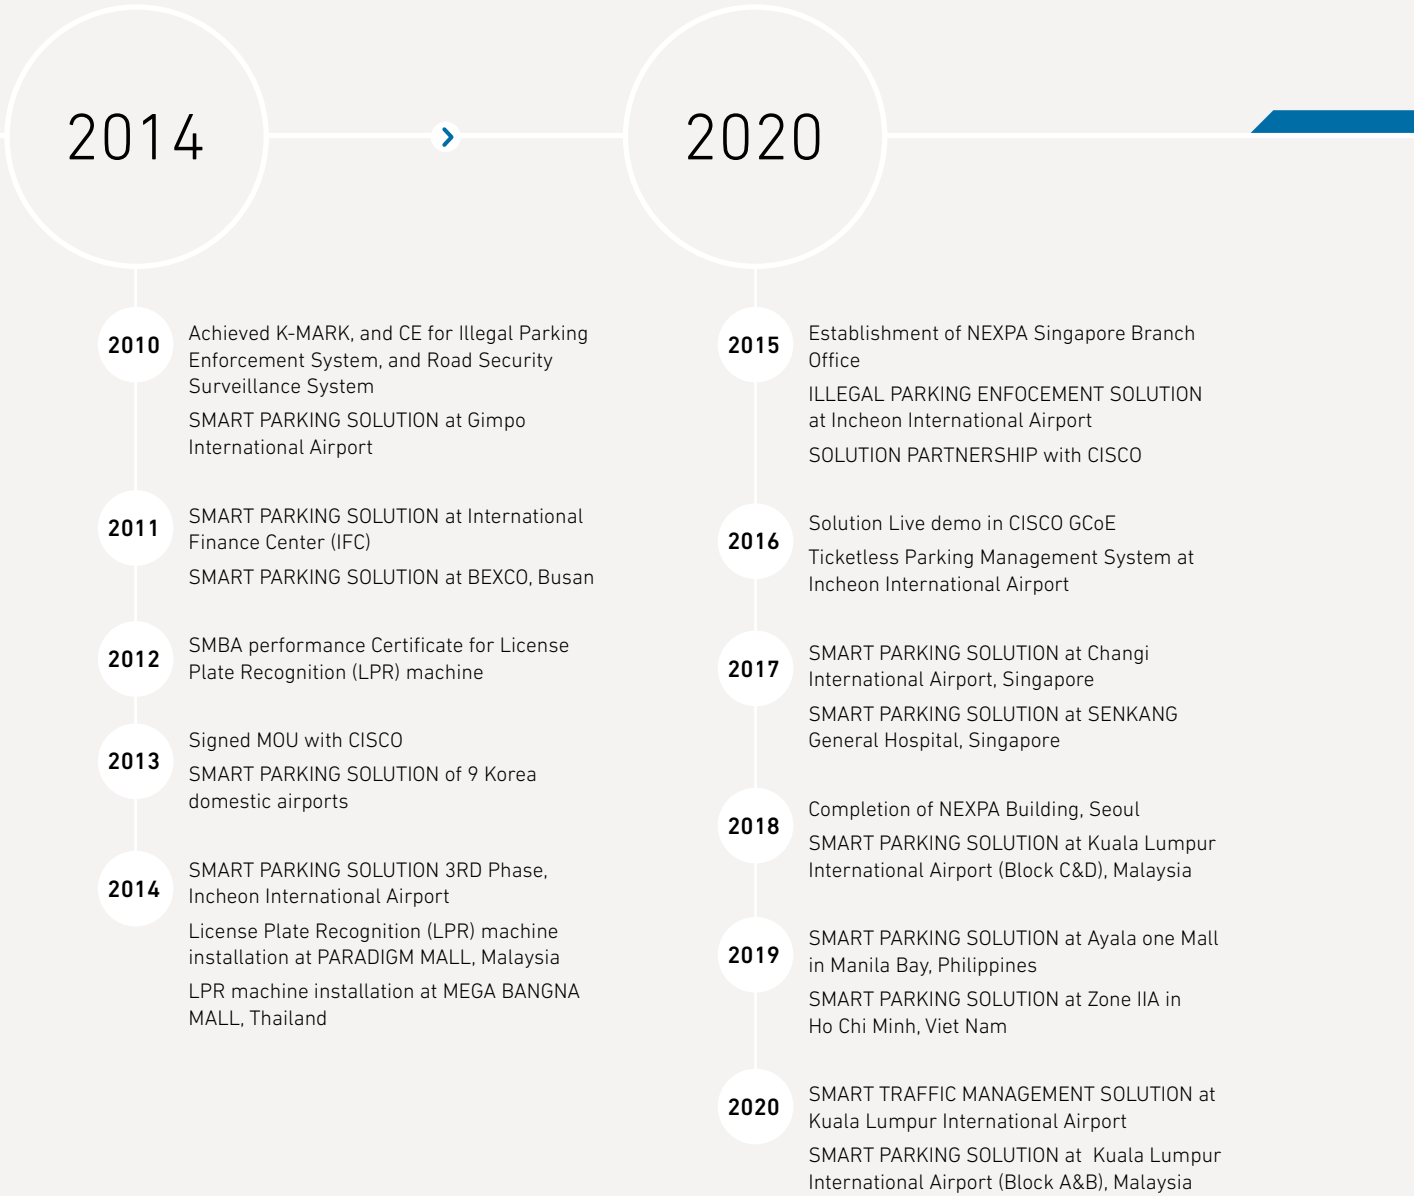 2014
2010
Achieved K-MARK, and CE for Illegal Parking
Enforcement System, and Road Security
Surveillance System
SMART PARKING SOLUTION at Gimpo
International Airport
2011
SMART PARKING SOLUTION at International
Finance Center (IFC)
SMART PARKING SOLUTION at BEXCO, Busan
2012
SMBA performance Certificate for License
Plate Recognition (LPR) machine
2013
Signed MOU with CISCO
SMART PARKING SOLUTION of 9 Korea
domestic airports
2014
SMART PARKING SOLUTION 3RD Phase,
Incheon International Airport
License Plate Recognition (LPR) machine
installation at PARADIGM MALL, Malaysia
LPR machine installation at MEGA BANGNA
MALL, Thailand
2020
2015
Establishment of NEXPA Singapore Branch
Office
ILLEGAL PARKING ENFOCEMENT SOLUTION
at Incheon International Airport
SOLUTION PARTNERSHIP with CISCO
2016
Solution Live demo in CISCO GCoE
Ticketless Parking Management System at
Incheon International Airport
2017
SMART PARKING SOLUTION at Changi
International Airport, Singapore
SMART PARKING SOLUTION at SENKANG
General Hospital, Singapore
2018
Completion of NEXPA Building, Seoul
SMART PARKING SOLUTION at Kuala Lumpur
International Airport (Block C&D), Malaysia
2019
SMART PARKING SOLUTION at Ayala one Mall
in Manila Bay, Philippines
SMART PARKING SOLUTION at Zone IIA in
Ho Chi Minh, Viet Nam
2020
SMART TRAFFIC MANAGEMENT SOLUTION at
Kuala Lumpur International Airport
SMART PARKING SOLUTION at Kuala Lumpur
International Airport (Block A&B), Malaysia